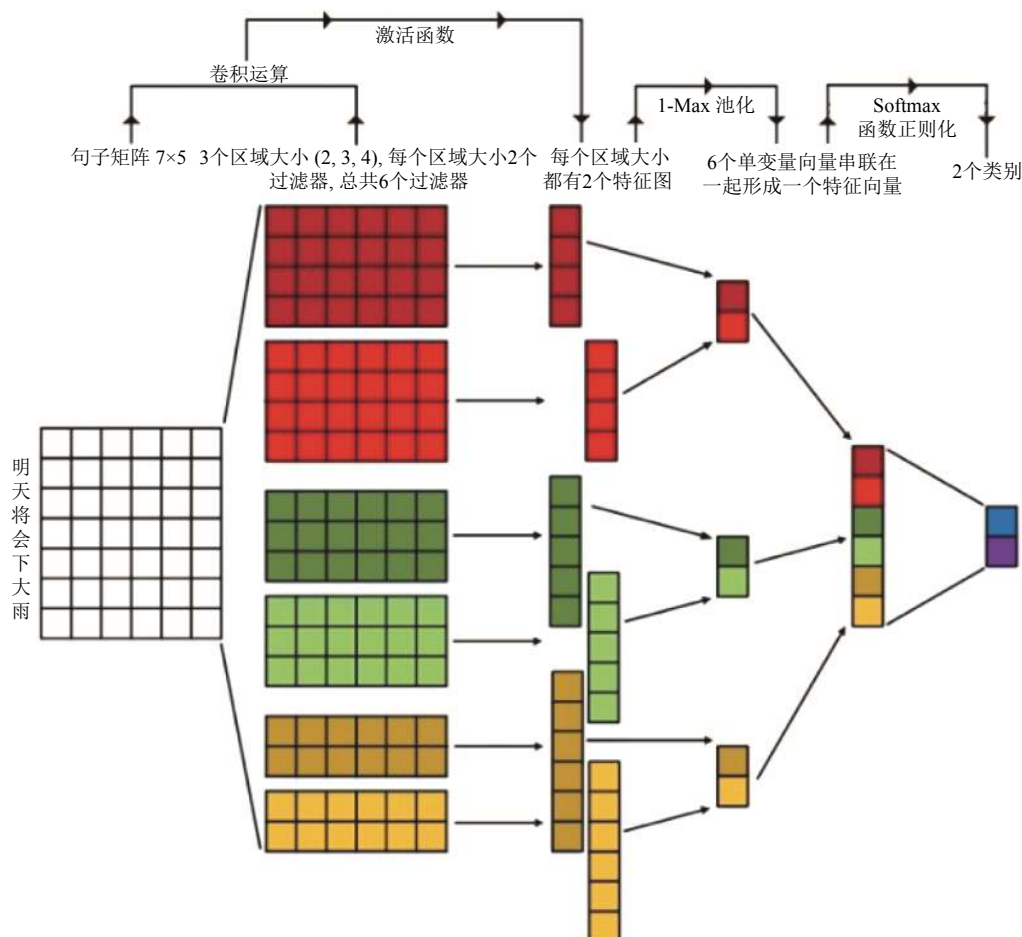 激活函数
卷积运算
1-Max 池化
Softmax
函数正则化
句子矩阵 7×5
3个区域大小 (2, 3, 4), 每个区域大小2个
过滤器, 总共6个过滤器
每个区域大小
都有2个特征图
6个单变量向量串联在
一起形成一个特征向量
2个类别
明
天
将
会
下
大
雨